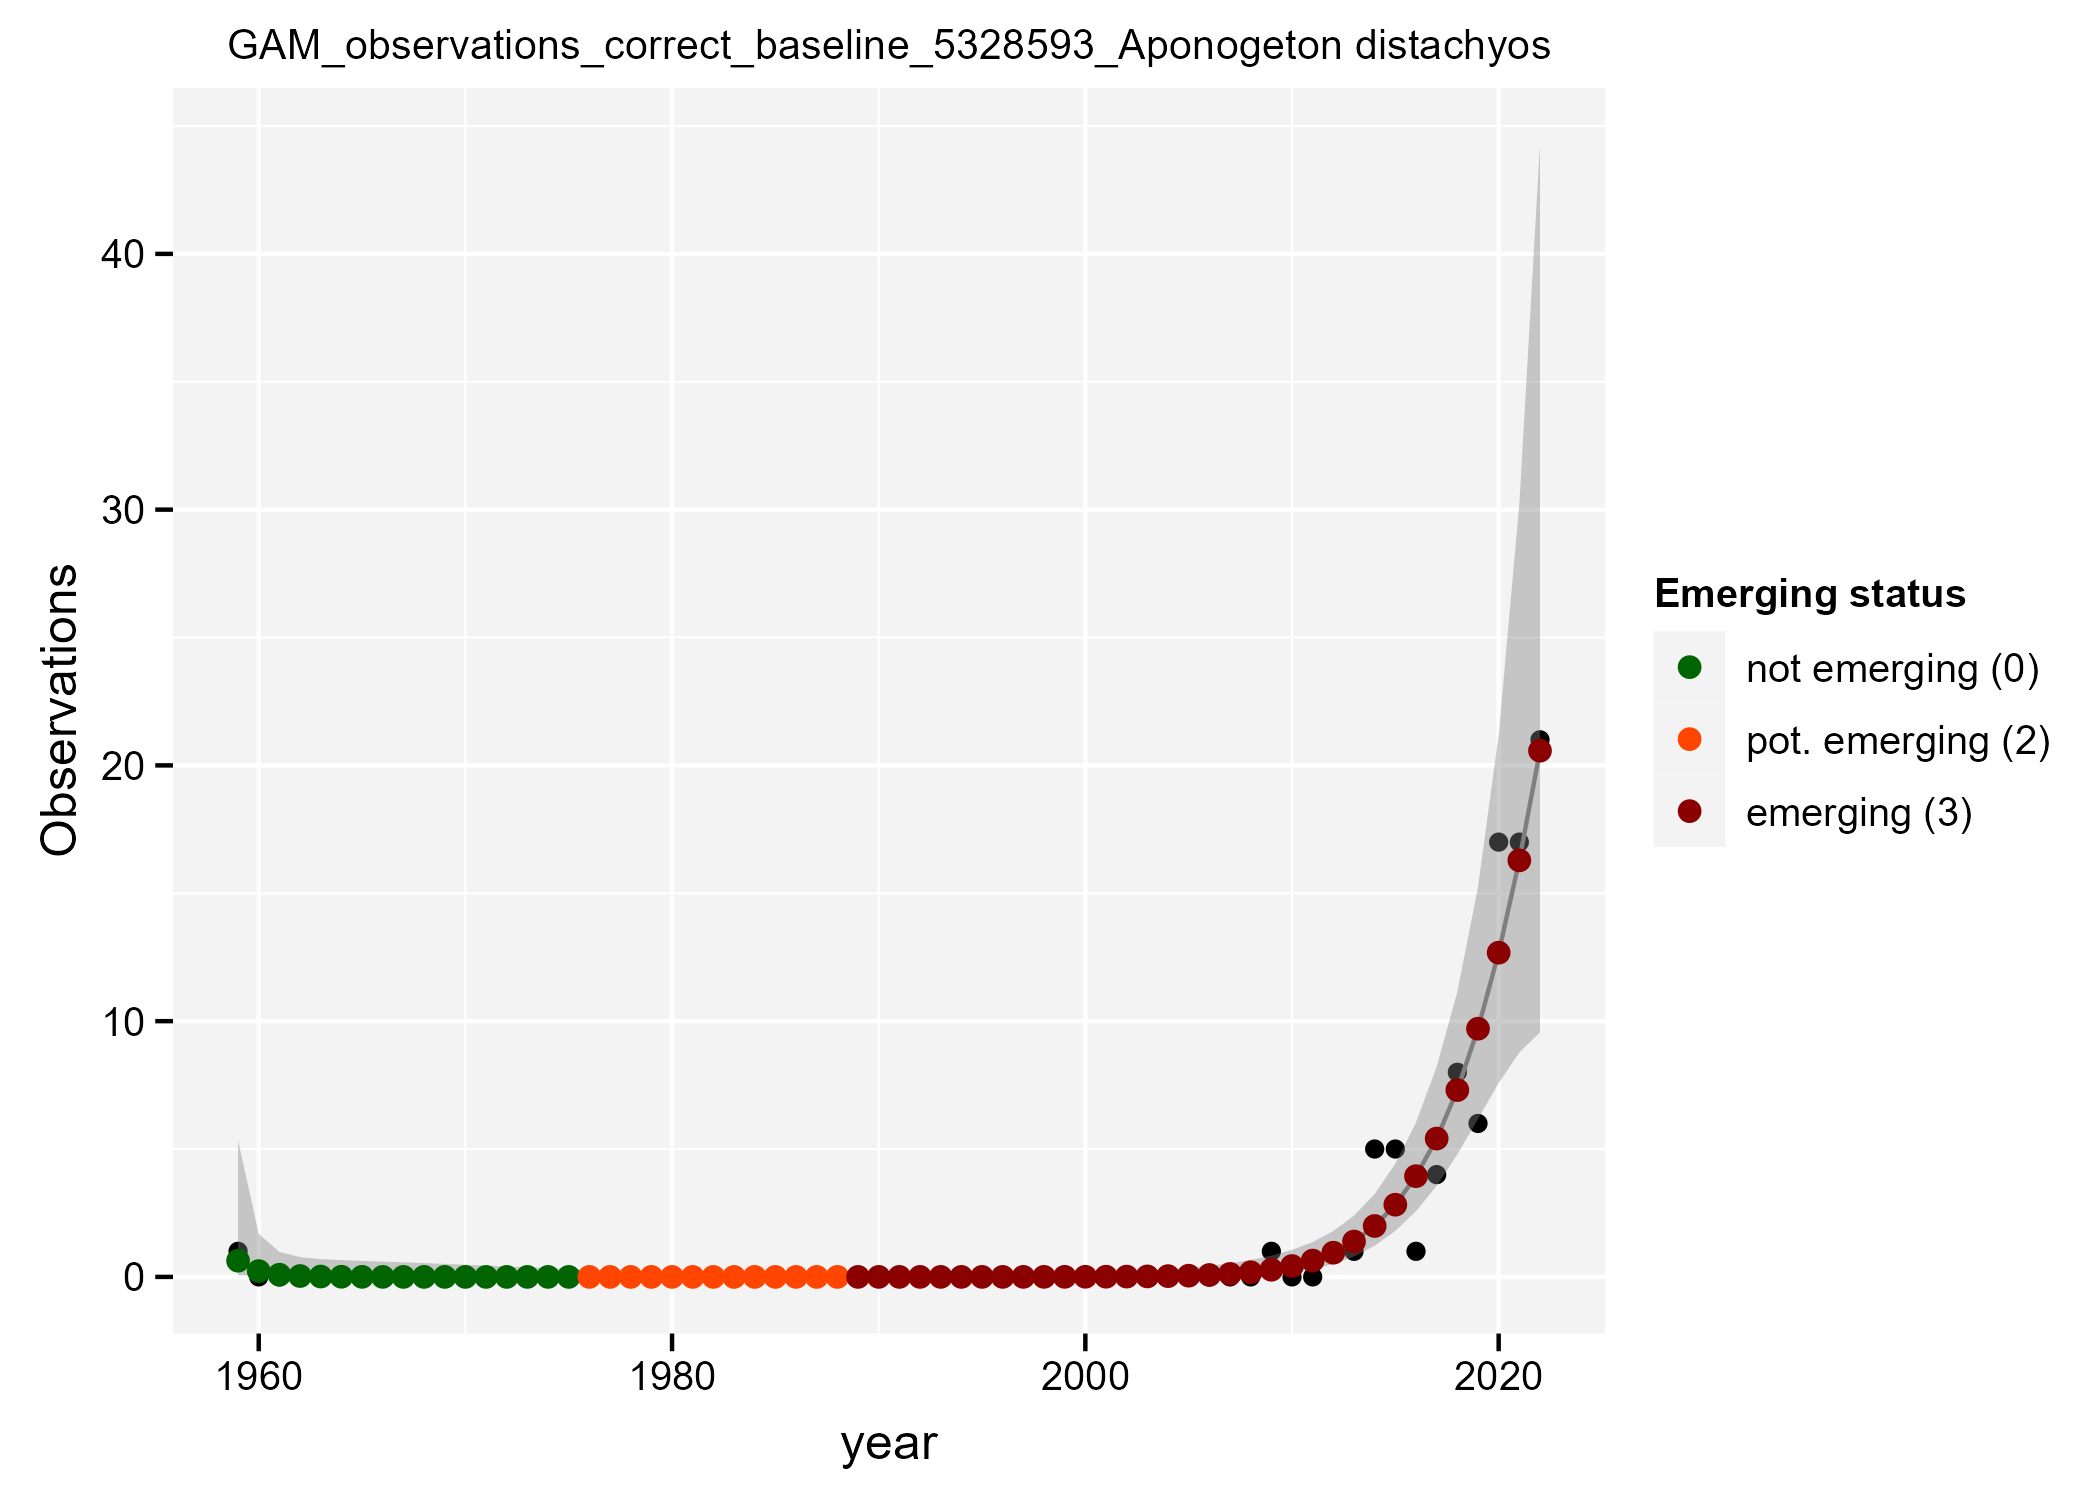 GAM_observations_correct_baseline_5328593_Aponogeton distachyos
Observations
40
30
20
10
0
1960 1980 2000 2020
year
Emerging status
not emerging (0)
pot. emerging (2)
emerging (3)